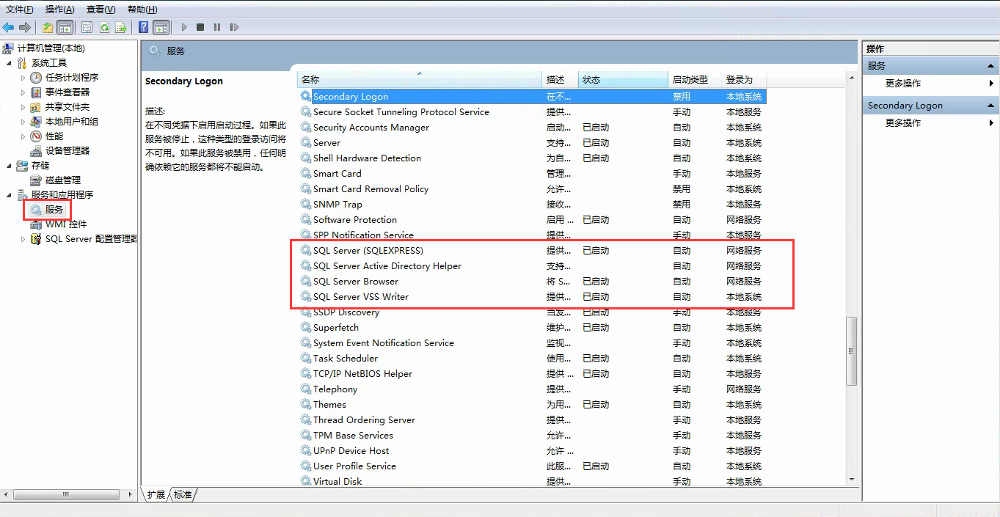 文件(F) 操作(A) 查看(V) 帮助(H)
计算机管理(本地)
系统工具
任务计划程序
事件查看器
共享文件夹
本地用户和组
性能
设备管理器
存储
磁盘管理
服务和应用程序
服务
WMI 控件
SQL Server 配置管理器
服务
Secondary Logon
描述:
在不同凭据下启用启动过程。如果此
服务被停止，这种类型的登录访问将
不可用。如果此服务被禁用，任何明
确依赖它的服务都将不能启动。
名称 描述 状态 启动类型 登录为
Secondary Logon 在不... 禁用 本地系统
Secure Socket Tunneling Protocol Service 提供... 手动 本地服务
Security Accounts Manager 启动... 已启动 自动 本地系统
Server 支持... 已启动 自动 本地系统
Shell Hardware Detection 为自... 已启动 自动 本地系统
Smart Card 管理... 手动 本地服务
Smart Card Removal Policy 允许... 禁用 本地系统
SNMP Trap 接收... 禁用 本地服务
Software Protection 启用 ... 已启动 自动 网络服务
SPP Notification Service 提供... 手动 本地服务
SQL Server (SQLEXPRESS) 提供... 已启动 自动 网络服务
SQL Server Active Directory Helper 支持... 自动 网络服务
SQL Server Browser 将 S... 已启动 自动 网络服务
SQL Server VSS Writer 提供... 已启动 自动 本地系统
SSDP Discovery 当发... 已启动 手动 本地服务
Superfetch 维护... 已启动 自动 本地系统
System Event Notification Service 监视... 手动 本地系统
Task Scheduler 使用... 已启动 自动 本地系统
TCP/IP NetBIOS Helper 提供 ... 已启动 自动 本地服务
Telephony 提供... 手动 网络服务
Themes 为用... 已启动 自动 本地系统
Thread Ordering Server 提供... 手动 本地服务
TPM Base Services 允许... 手动 本地服务
UPnP Device Host 允许 ... 手动 本地服务
User Profile Service 此服... 已启动 自动 本地系统
Virtual Disk 提供... 手动 本地系统
扩展 标准
操作
服务
更多操作
Secondary Logon
更多操作